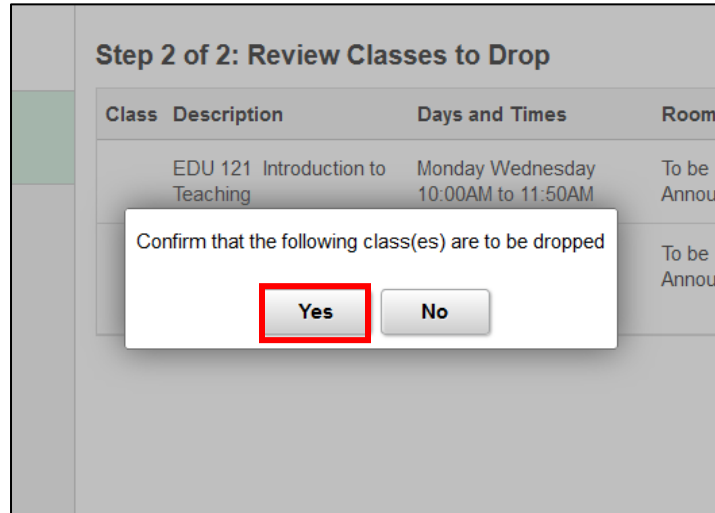 Step 2 of 2: Review Classes to Drop
Class Description Days and Times Room
EDU 121 Introduction to Monday Wednesday To be
Teaching 10:00AM to 11:50AM Annou
Confirm that the following class(es) are to be dropped
To be
Annou
Yes No